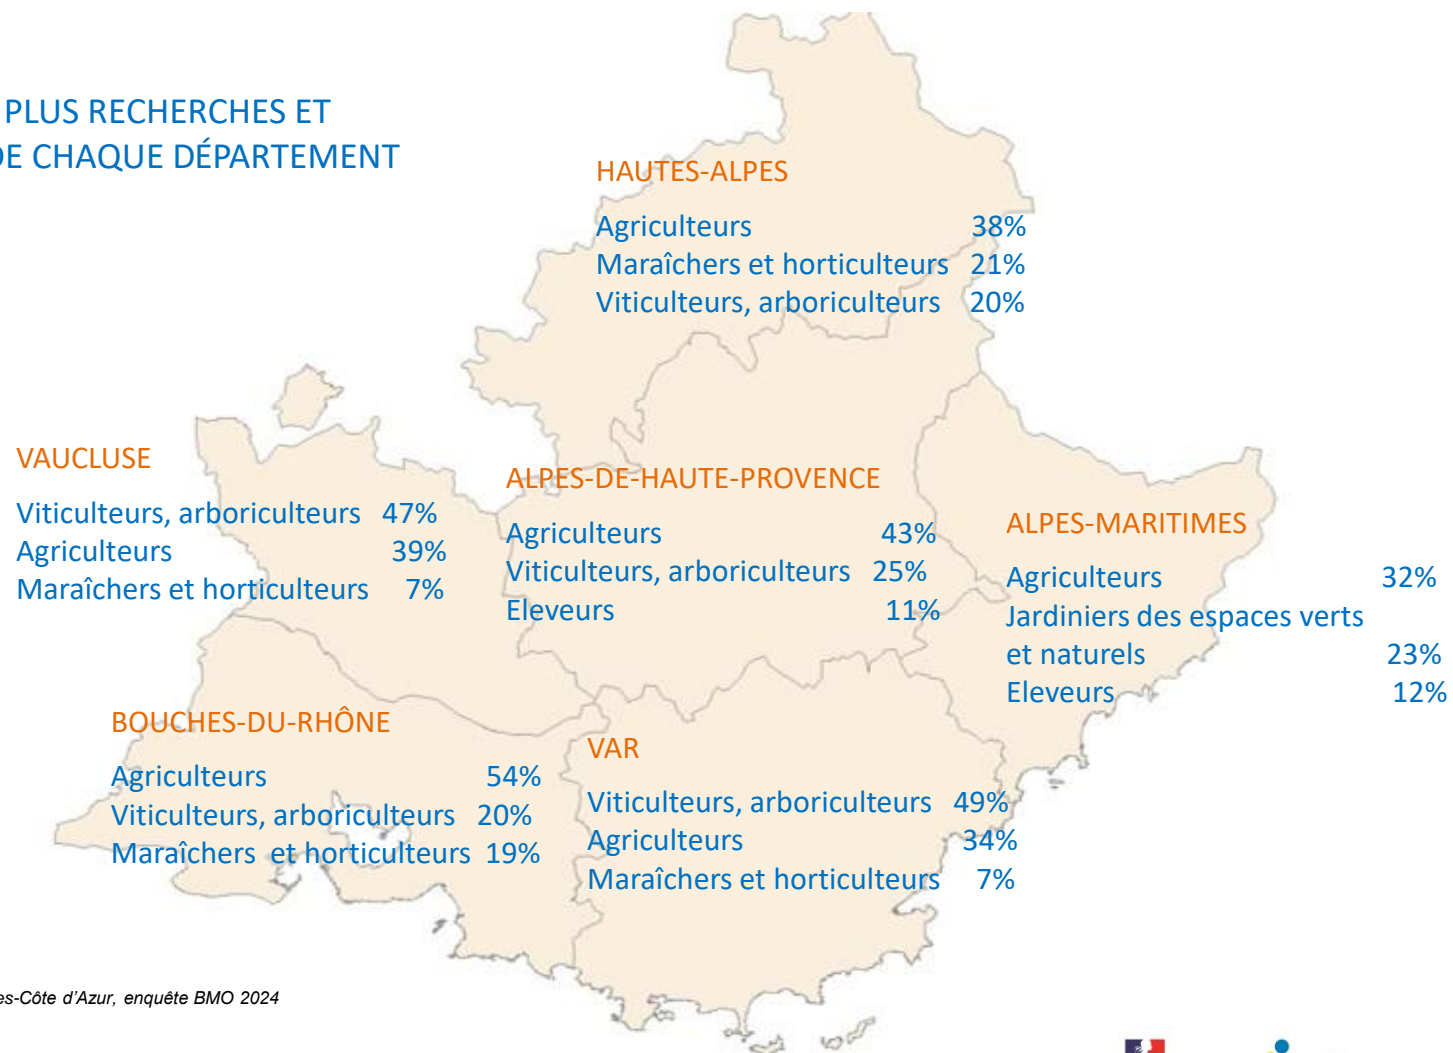 PLUS RECHERCHES ET
DE CHAQUE DÉPARTEMENT
HAUTES-ALPES
Agriculteurs 38%
Maraîchers et horticulteurs 21%
Viticulteurs, arboriculteurs 20%
VAUCLUSE
Viticulteurs, arboriculteurs 47%
Agriculteurs 39%
Maraîchers et horticulteurs 7%
ALPES-DE-HAUTE-PROVENCE
Agriculteurs 43%
Viticulteurs, arboriculteurs 25%
Eleveurs 11%
ALPES-MARITIMES
Agriculteurs 32%
Jardiniers des espaces verts
et naturels 23%
Eleveurs 12%
BOUCHES-DU-RHÔNE
Agriculteurs 54%
Viticulteurs, arboriculteurs 20%
Maraîchers et horticulteurs 19%
VAR
Viticulteurs, arboriculteurs 49%
Agriculteurs 34%
Maraîchers et horticulteurs 7%
es-Côte d'Azur, enquête BMO 2024